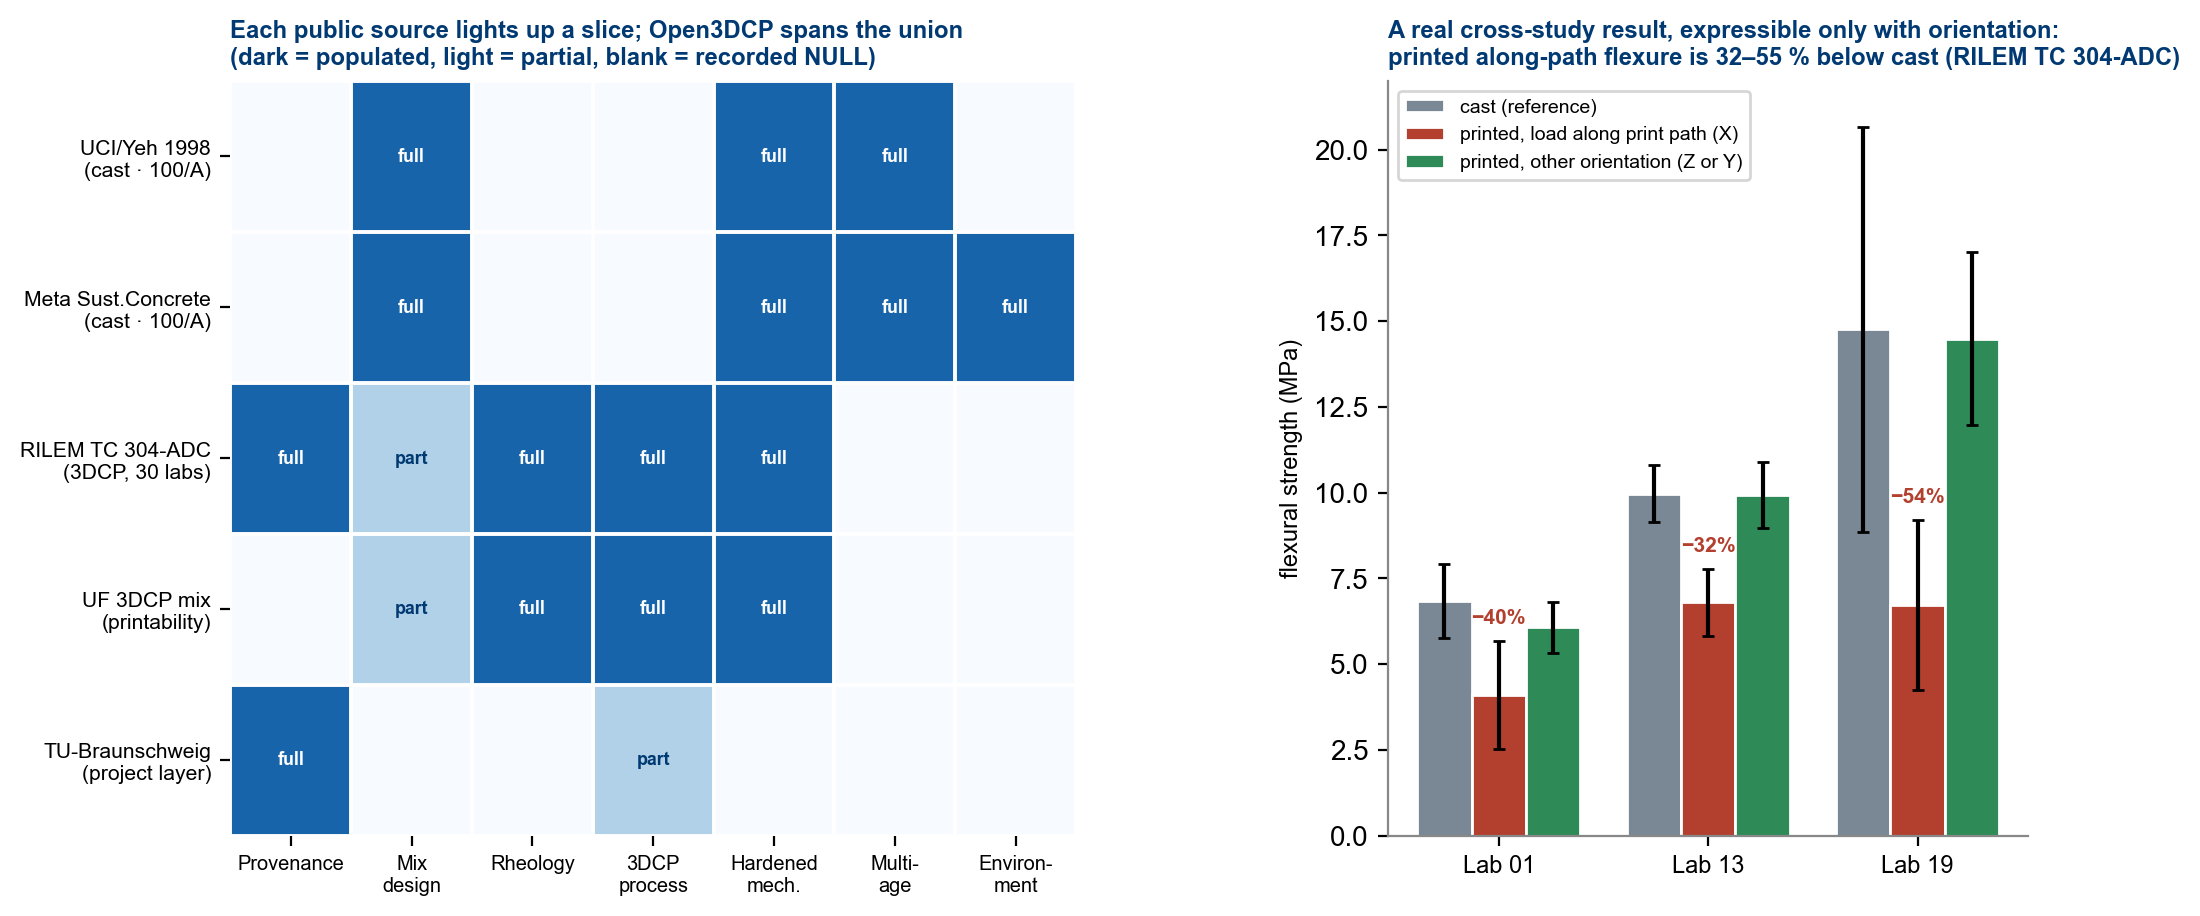 Each public source lights up a slice; Open3DCP spans the union
(dark = populated, light = partial, blank = recorded NULL)
UCI/Yeh 1998
(cast · 100/A)
full
full
full
Meta Sust.Concrete
(cast · 100/A)
full
full
full
full
RILEM TC 304-ADC
(3DCP, 30 labs)
full
part
full
full
full
UF 3DCP mix
(printability)
part
full
full
full
TU-Braunschweig
(project layer)
full
part
Provenance
Mix
design
Rheology
3DCP
process
Hardened
mech.
Multi-
age
Environ-
ment
A real cross-study result, expressible only with orientation:
printed along-path flexure is 32–55 % below cast (RILEM TC 304-ADC)
cast (reference)
printed, load along print path (X)
printed, other orientation (Z or Y)
flexural strength (MPa)
20.0
17.5
15.0
12.5
10.0
7.5
5.0
2.5
0.0
−40%
−32%
−54%
Lab 01
Lab 13
Lab 19